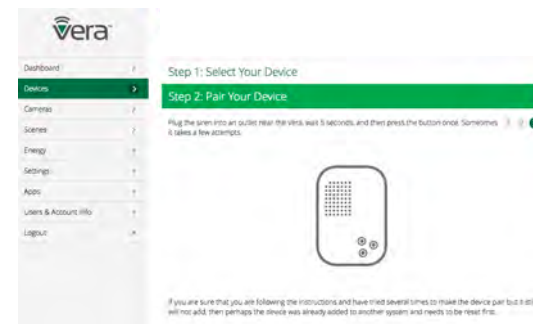 vera
Dashboard
Devices
Cameras
Scenes
Energy
Settings
Apps
Users & Account Info
Logout
Step 1: Select Your Device
Step 2: Pair Your Device
Plug the siren into an outlet near the Vera, wait 5 seconds, and then press the button once. Sometimes
it takes a few attempts.
If you are sure that you are following the instructions and have tried several times to make the device pair but it still
will not add, then perhaps the device was already added to another system and needs to be reset first.